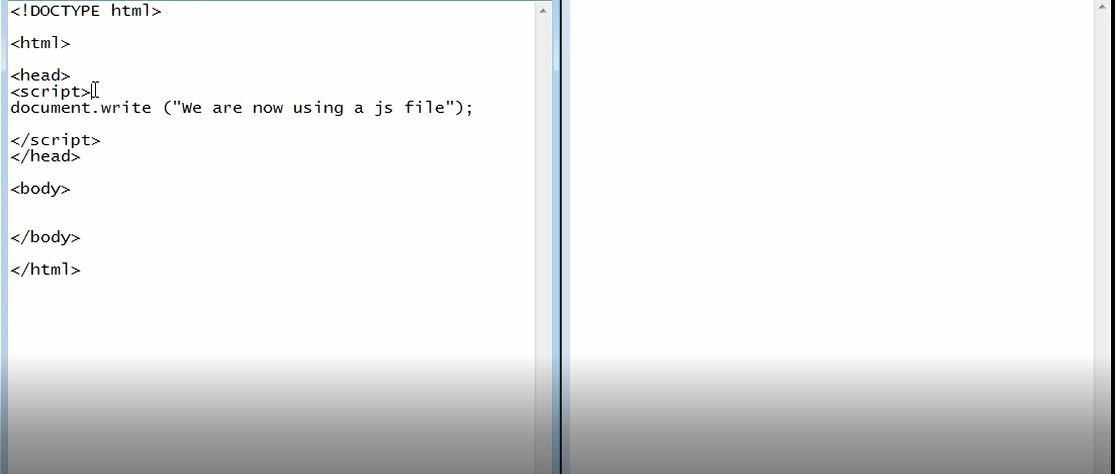 <!DOCTYPE html>
<html>
<head>
<script>
document.write ("We are now using a js file");
</script>
</head>
<body>
</body>
</html>